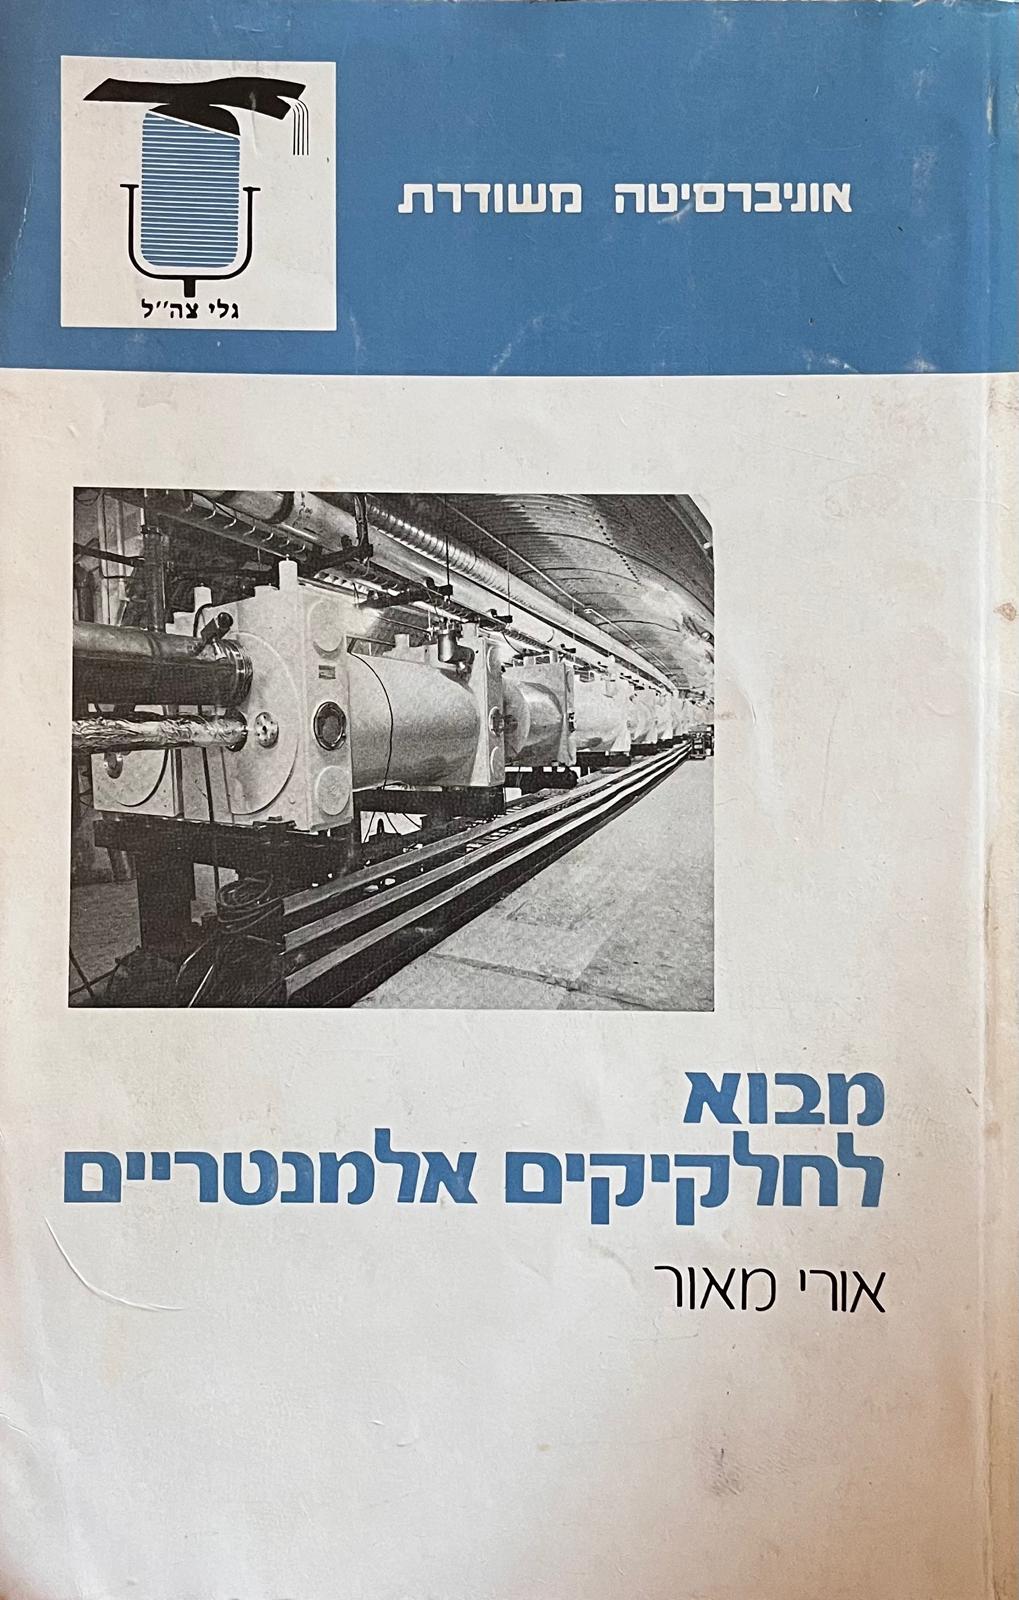 אוניברסיטה משודרת
גלי צה״ל
מבוא
לחלקיקים אלמנטריים
אורי מאור